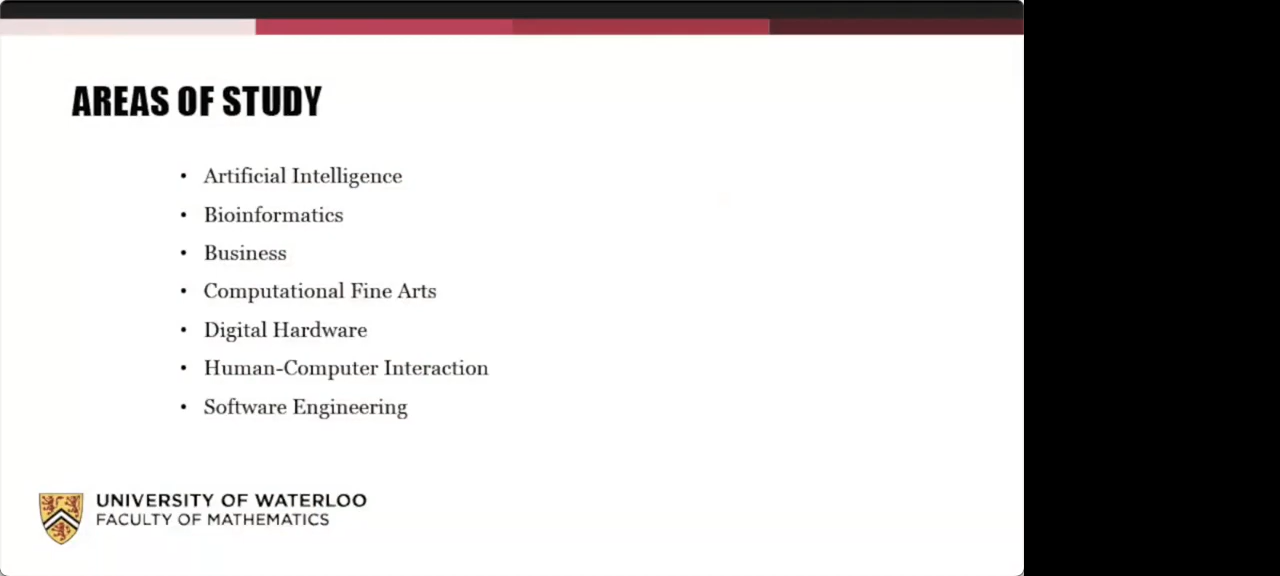 AREAS OF STUDY
• Artificial Intelligence
• Bioinformatics
• Business
• Computational Fine Arts
• Digital Hardware
• Human-Computer Interaction
• Software Engineering
UNIVERSITY OF WATERLOO
FACULTY OF MATHEMATICS